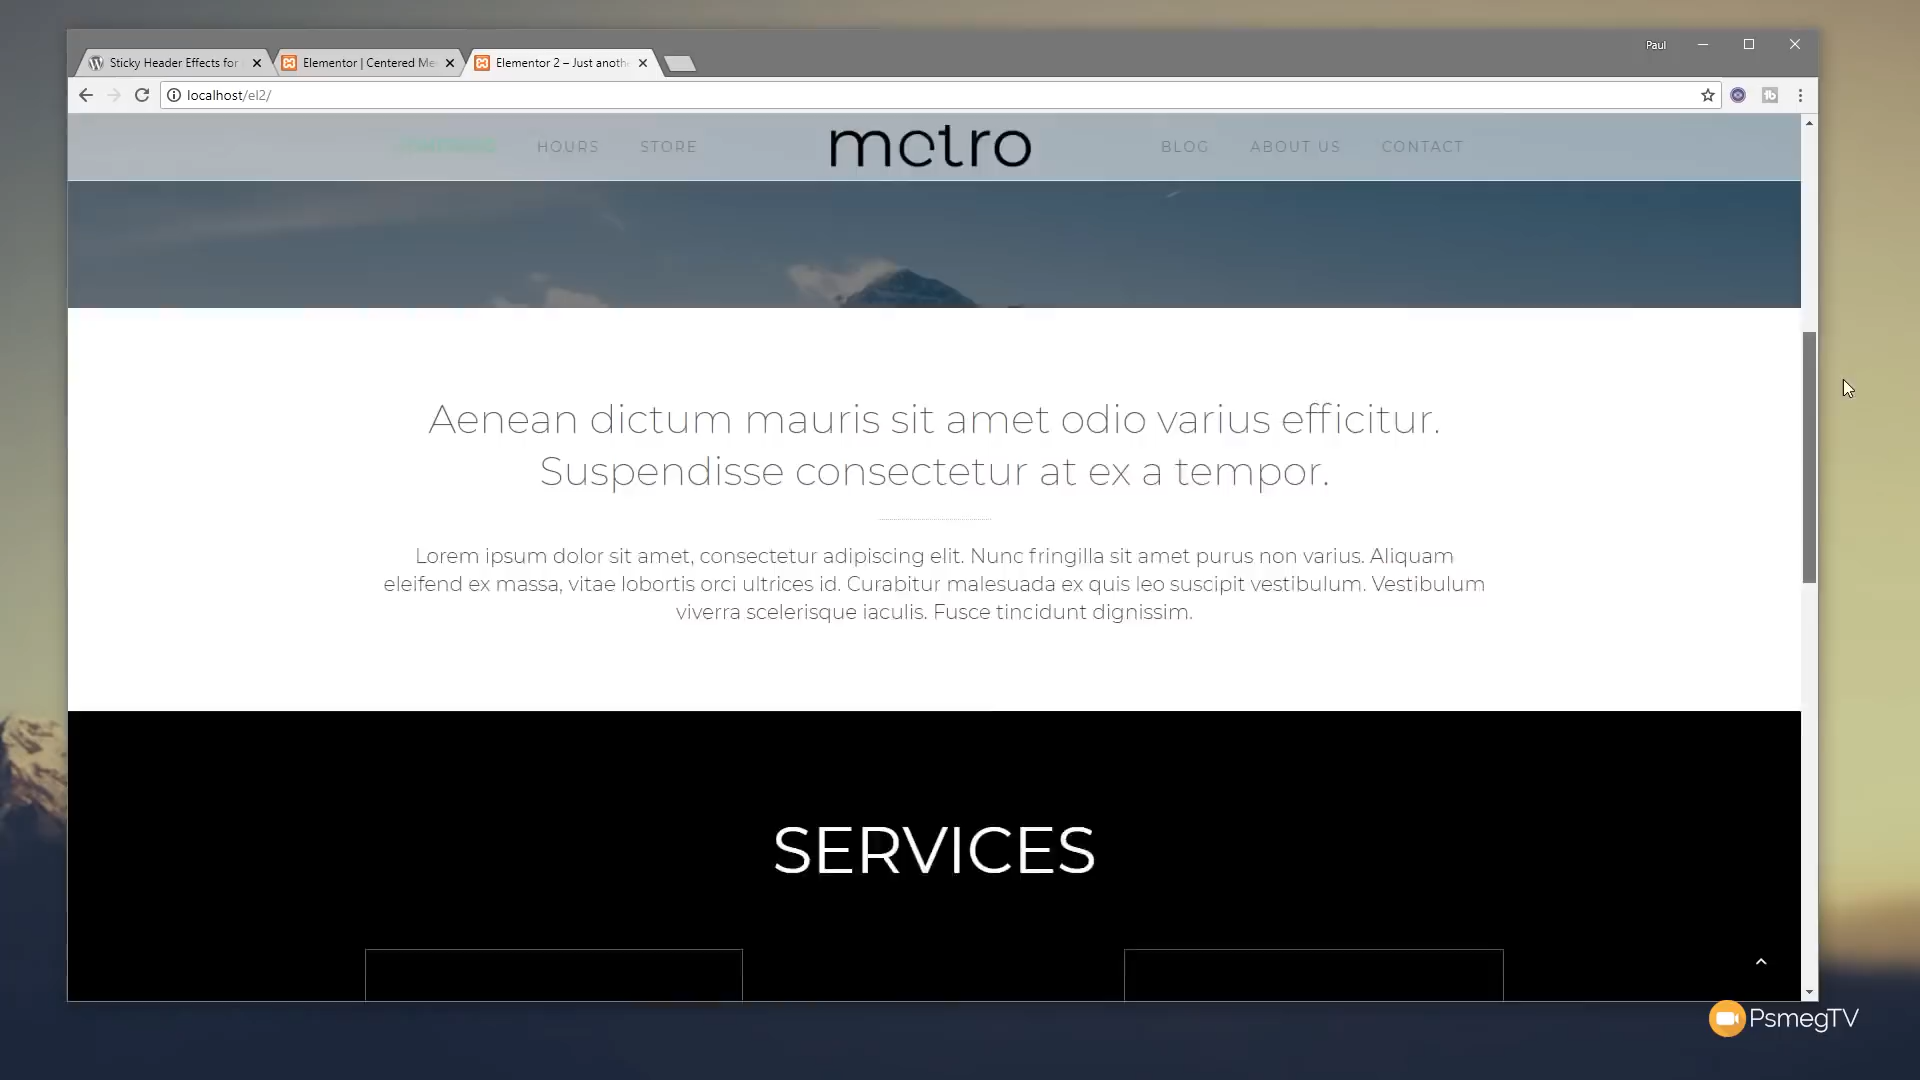 Paul
Sticky Header Effects for
Elementor | Centered Me
Elementor 2 – Just anoth
localhost/el2/
HOURS
STORE
metro
BLOG
ABOUT US
CONTACT
Aenean dictum mauris sit amet odio varius efficitur.
Suspendisse consectetur at ex a tempor.
Lorem ipsum dolor sit amet, consectetur adipiscing elit. Nunc fringilla sit amet purus non varius. Aliquam
eleifend ex massa, vitae lobortis orci ultrices id. Curabitur malesuada ex quis leo suscipit vestibulum. Vestibulum
viverra scelerisque iaculis. Fusce tincidunt dignissim.
SERVICES
PsmegTV